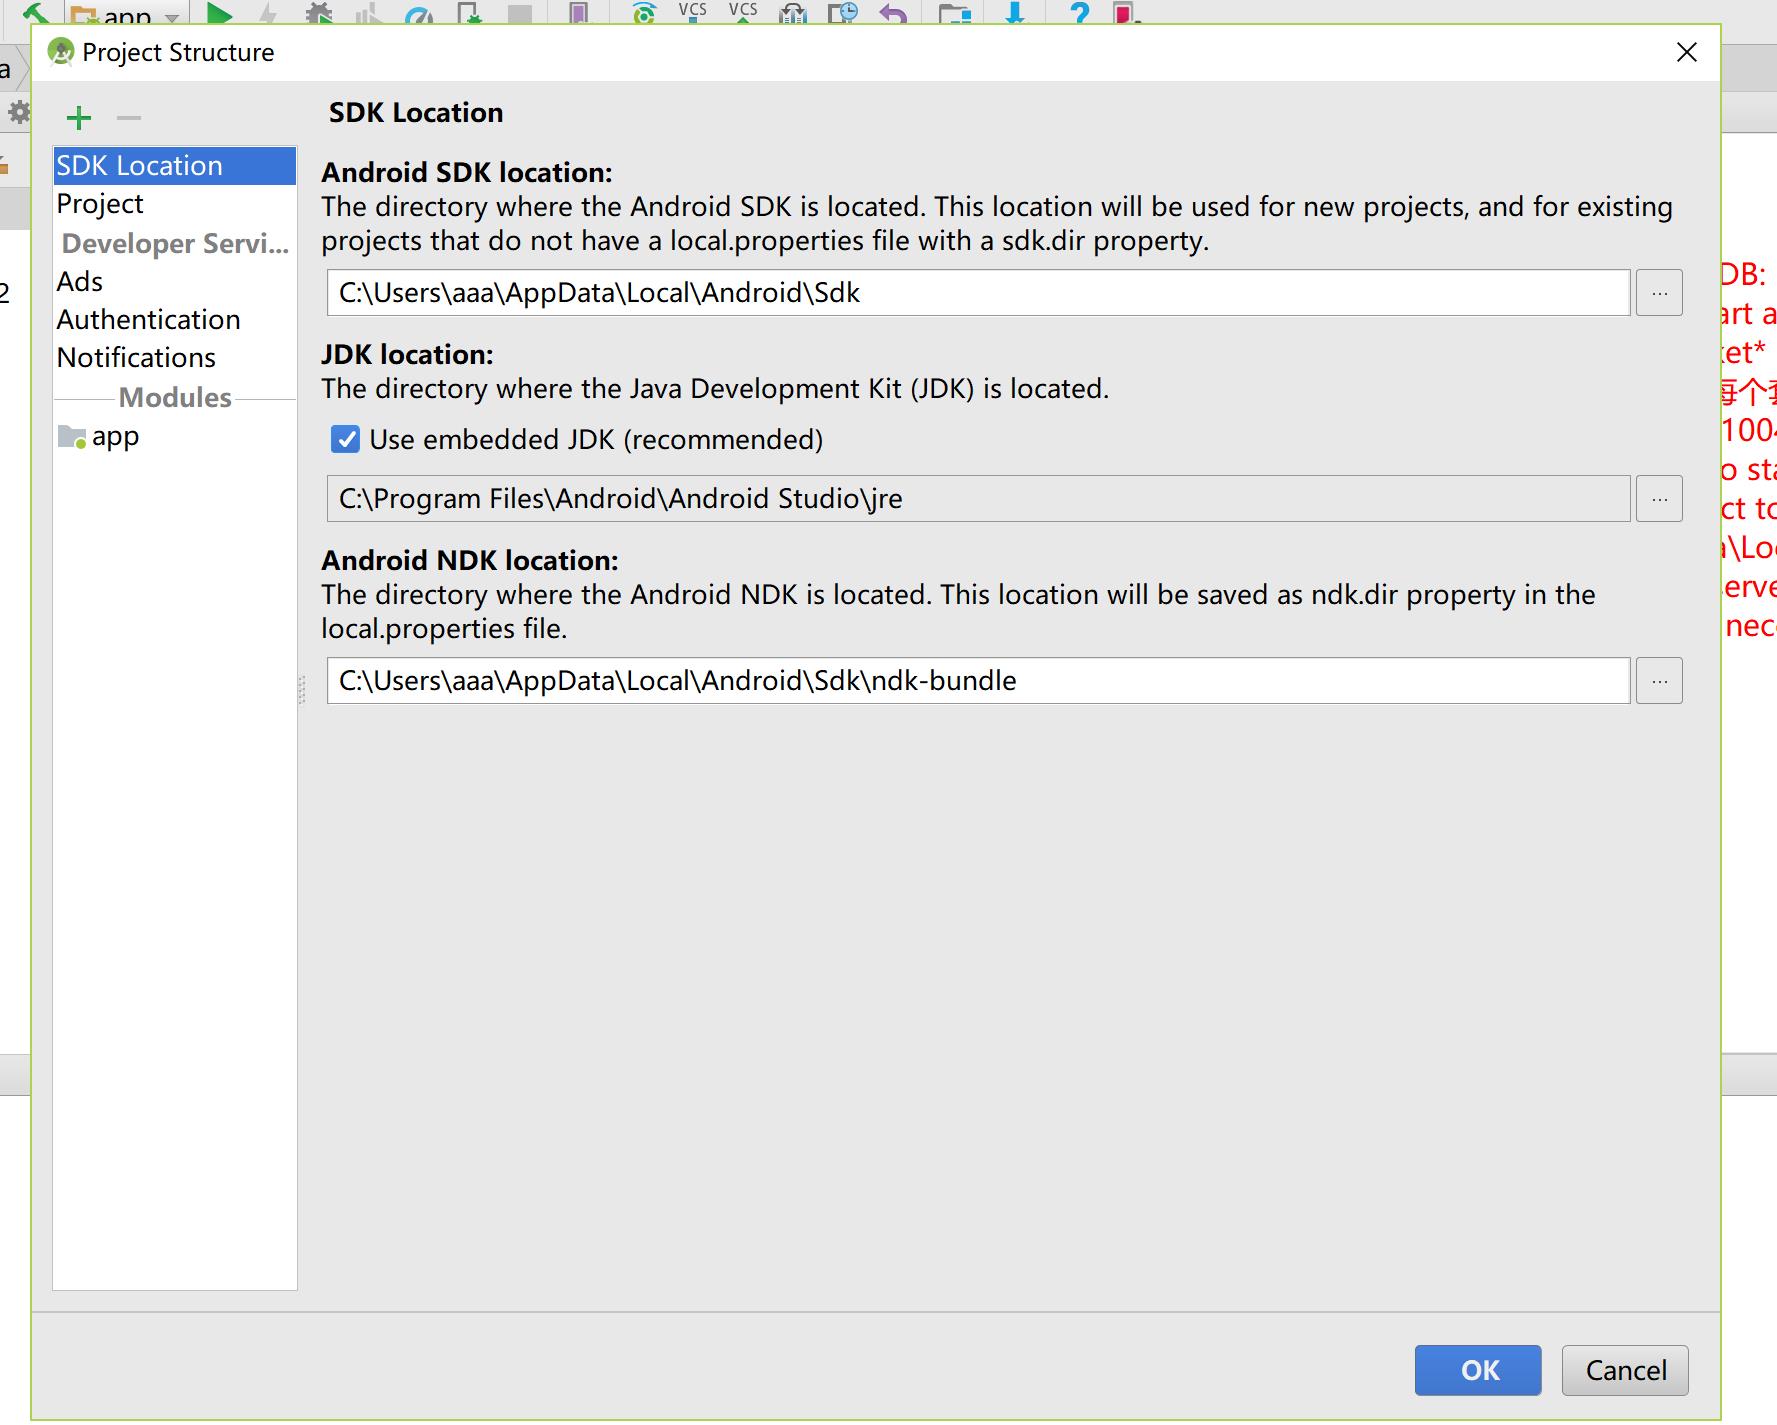 app
VCS
VCS
Project Structure
a
SDK Location
SDK Location
Project
Developer Servi...
Ads
2
Authentication
Notifications
Modules
app
Android SDK location:
The directory where the Android SDK is located. This location will be used for new projects, and for existing
projects that do not have a local.properties file with a sdk.dir property.
C:\Users\aaa\AppData\Local\Android\Sdk
...
JDK location:
The directory where the Java Development Kit (JDK) is located.
Use embedded JDK (recommended)
C:\Program Files\Android\Android Studio\jre
...
Android NDK location:
The directory where the Android NDK is located. This location will be saved as ndk.dir property in the
local.properties file.
C:\Users\aaa\AppData\Local\Android\Sdk\ndk-bundle
...
DB:
art a
ket*
每个
1004
o sta
ct to
a\Loc
erve
nec
OK
Cancel